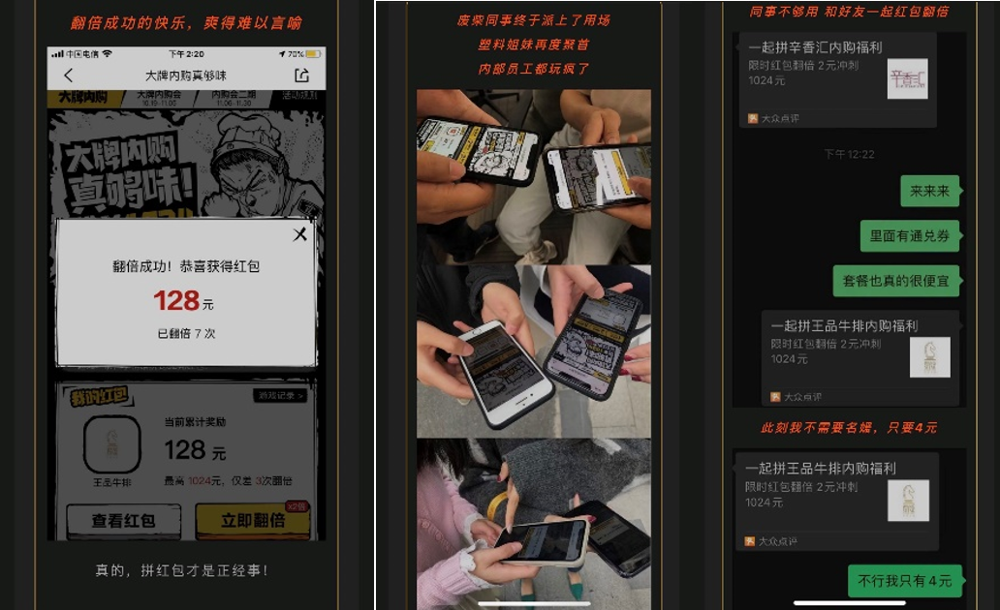 翻倍成功的快乐，爽得难以言喻
中国电信
下午2:20
70%
大牌内购真够味
大牌内购
大牌内购会
10.19-11.05
内购会二期
11.06-11.30
活动规则
大牌内购
真够味!
翻倍成功！恭喜获得红包
128元
已翻倍 7 次
我的红包
游戏记录 >
当前累计奖励
128 元
王品牛排
最高 1024元，仅差 3次翻倍
查看红包
立即翻倍
x2倍
真的，拼红包才是正经事！
废柴同事终于派上了用场
塑料姐妹再度聚首
内部员工都玩疯了
同事不够用 和好友一起红包翻倍
一起拼辛香汇内购福利
限时红包翻倍 2元冲刺
1024元
辛香汇
大众点评
下午 12:22
来来来
里面有通兑券
套餐也真的很便宜
一起拼王品牛排内购福利
限时红包翻倍 2元冲刺
1024元
大众点评
此刻我不需要名媛，只要4元
一起拼王品牛排内购福利
限时红包翻倍 2元冲刺
1024元
大众点评
不行我只有4元